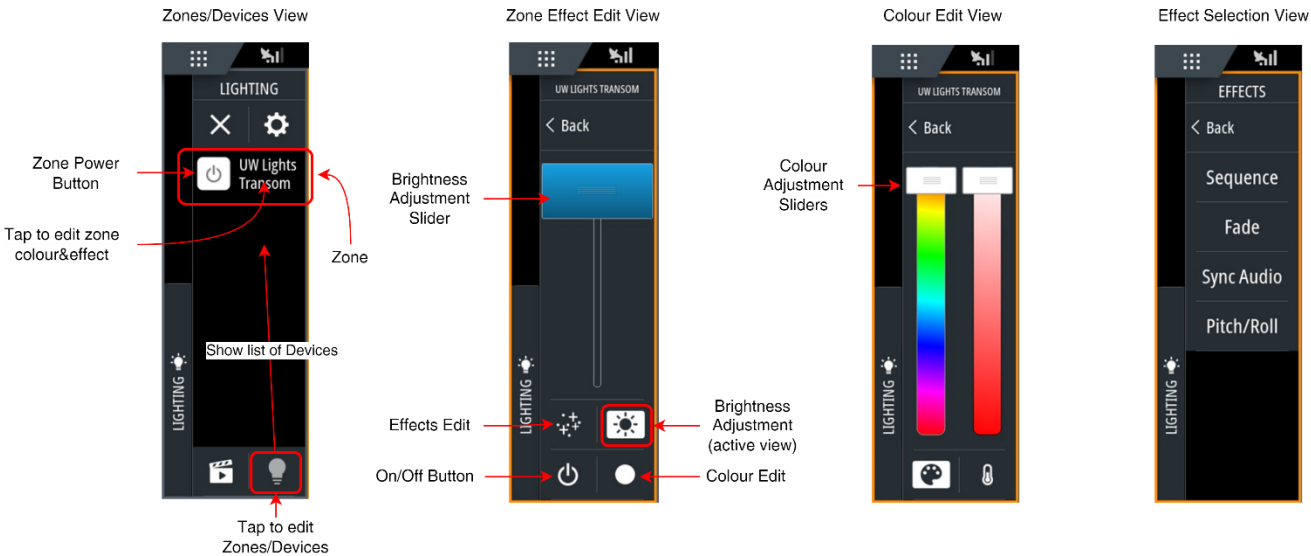 Zones/Devices View
LIGHTING
Zone Power
Button
UW Lights
Transom
Tap to edit zone
colour&effect
Zone
Show list of Devices
LIGHTING
Tap to edit
Zones/Devices
Zone Effect Edit View
UW LIGHTS TRANSOM
< Back
Brightness
Adjustment
Slider
LIGHTING
Effects Edit
Brightness
Adjustment
(active view)
On/Off Button
Colour Edit
Colour Edit View
UW LIGHTS TRANSOM
< Back
Colour
Adjustment
Sliders
LIGHTING
Effect Selection View
EFFECTS
< Back
Sequence
Fade
Sync Audio
Pitch/Roll
LIGHTING